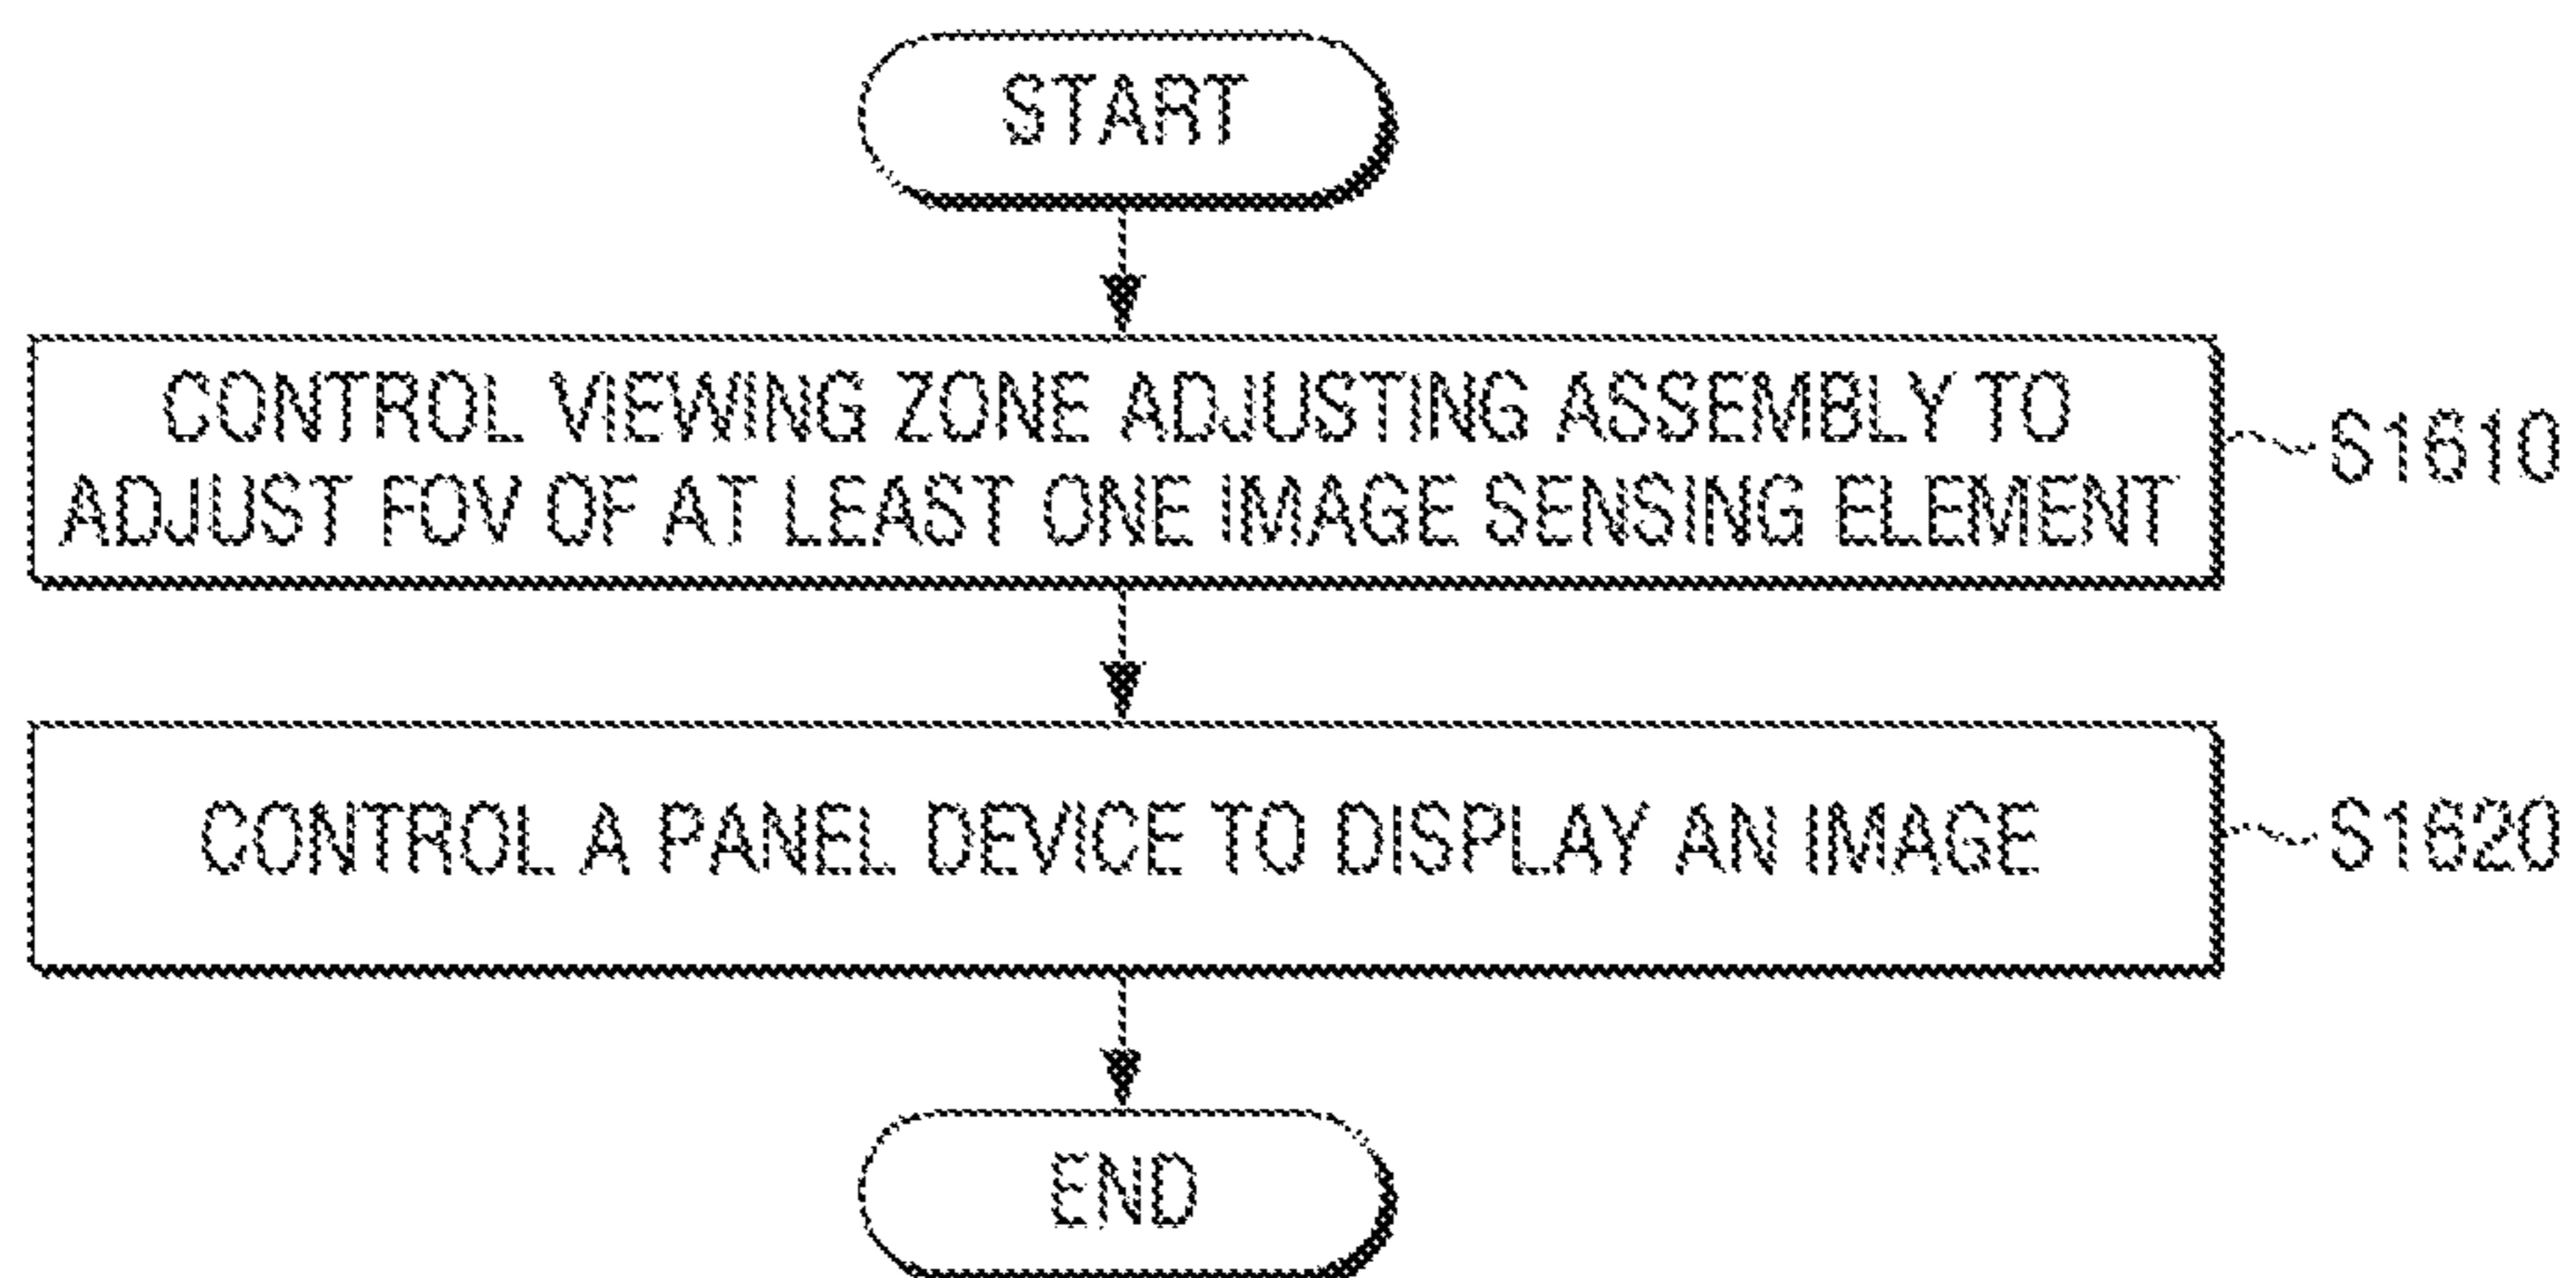 START
CONTROL VIEWING ZONE ADJUSTING ASSEMBLY TO
ADJUST FOV OF AT LEAST ONE IMAGE SENSING ELEMENT
S1610
CONTROL A PANEL DEVICE TO DISPLAY AN IMAGE
S1620
END